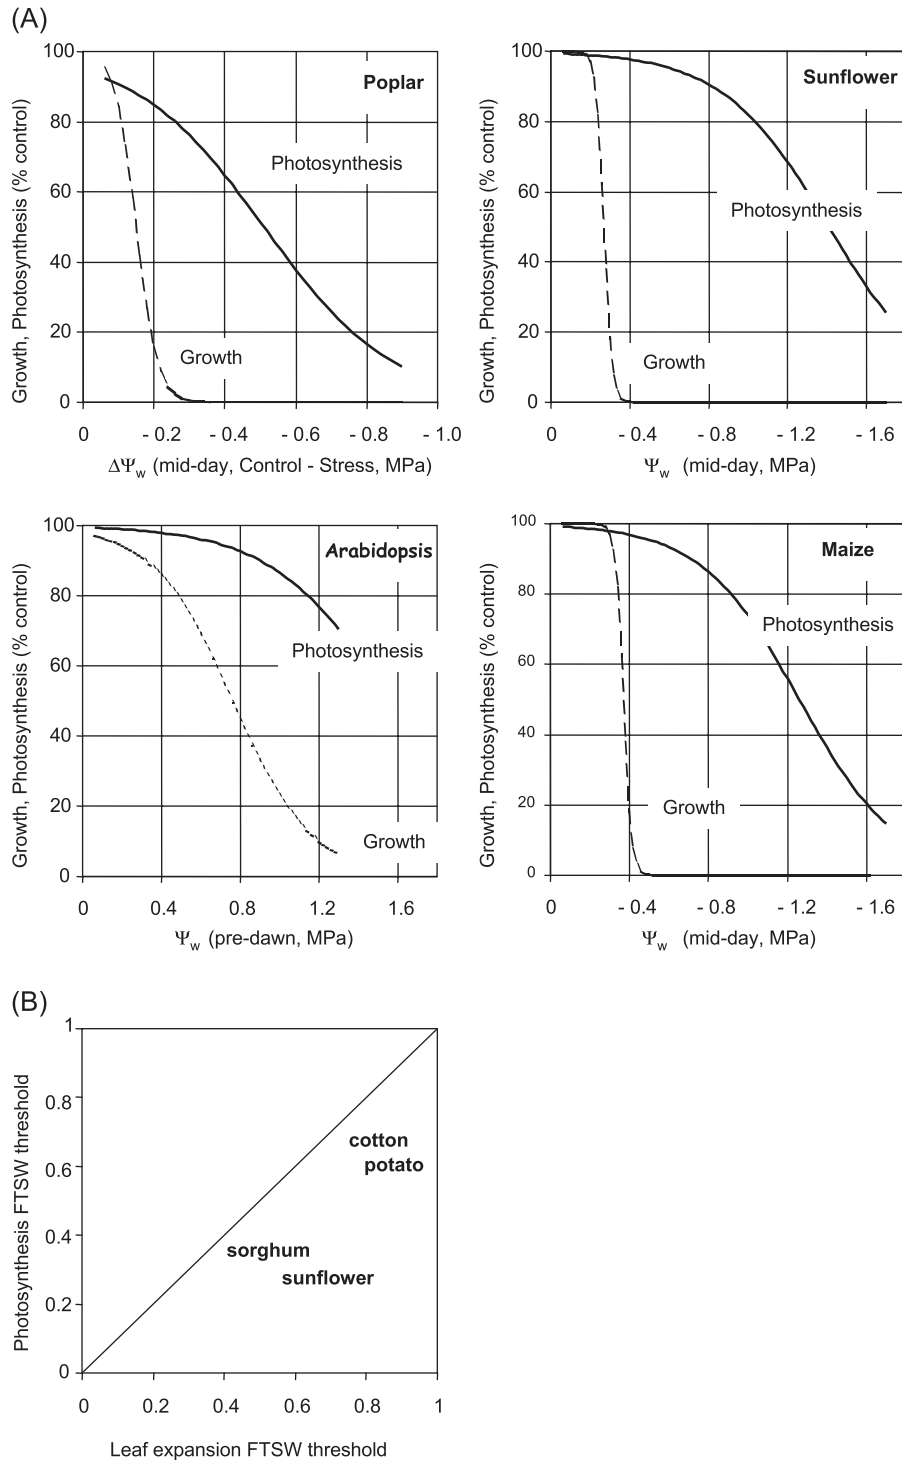 (A)
Growth, Photosynthesis (% control)
100
80
60
40
20
0
Poplar
Photosynthesis
Growth
0 - 0.2 - 0.4 - 0.6 - 0.8 - 1.0
ΔΨw (mid-day, Control - Stress, MPa)
Growth, Photosynthesis (% control)
100
80
60
40
20
0
Sunflower
Photosynthesis
Growth
0 - 0.4 - 0.8 - 1.2 - 1.6
Ψw (mid-day, MPa)
Growth, Photosynthesis (% control)
100
80
60
40
20
0
Arabidopsis
Photosynthesis
Growth
0 0.4 0.8 1.2 1.6
Ψw (pre-dawn, MPa)
Growth, Photosynthesis (% control)
100
80
60
40
20
0
Maize
Photosynthesis
Growth
0 - 0.4 - 0.8 - 1.2 - 1.6
Ψw (mid-day, MPa)
(B)
Photosynthesis FTSW threshold
1
0.8
0.6
0.4
0.2
0
cotton
potato
sorghum
sunflower
0 0.2 0.4 0.6 0.8 1
Leaf expansion FTSW threshold